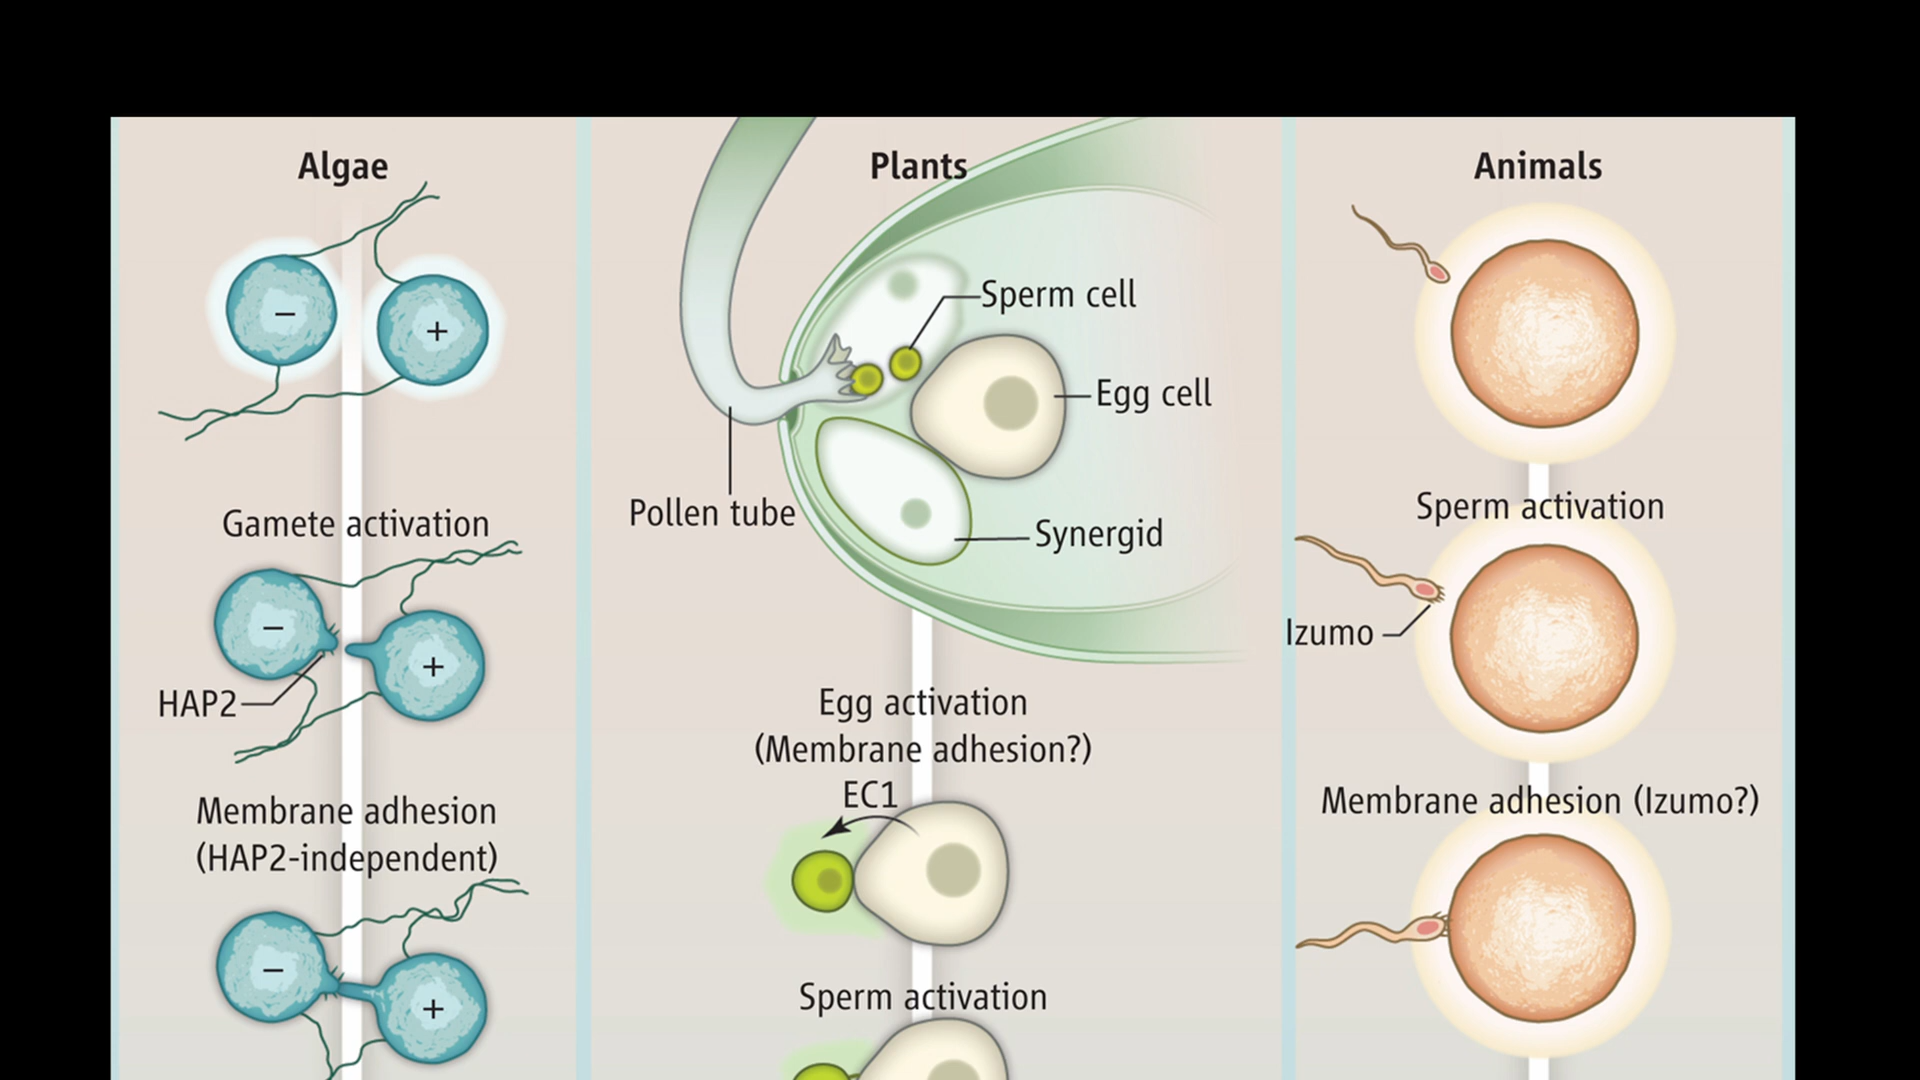 Algae
−
+
Gamete activation
−
+
HAP2
Membrane adhesion
(HAP2-independent)
−
+
Plants
Sperm cell
Egg cell
Pollen tube
Synergid
Egg activation
(Membrane adhesion?)
EC1
Sperm activation
Animals
Sperm activation
Izumo
Membrane adhesion (Izumo?)